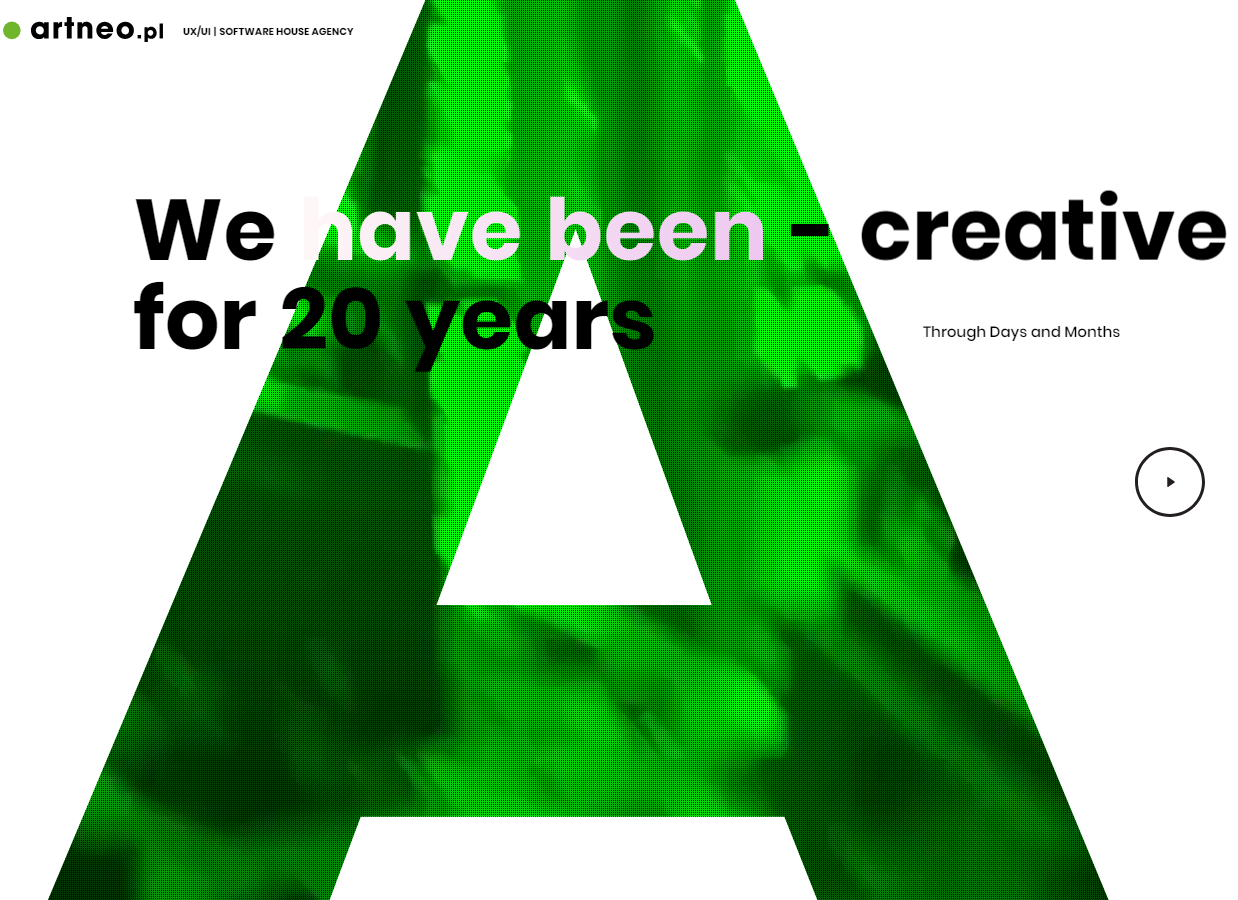 artneo.pl
UX/UI | SOFTWARE HOUSE AGENCY
We have been - creative
for 20 years
Through Days and Months